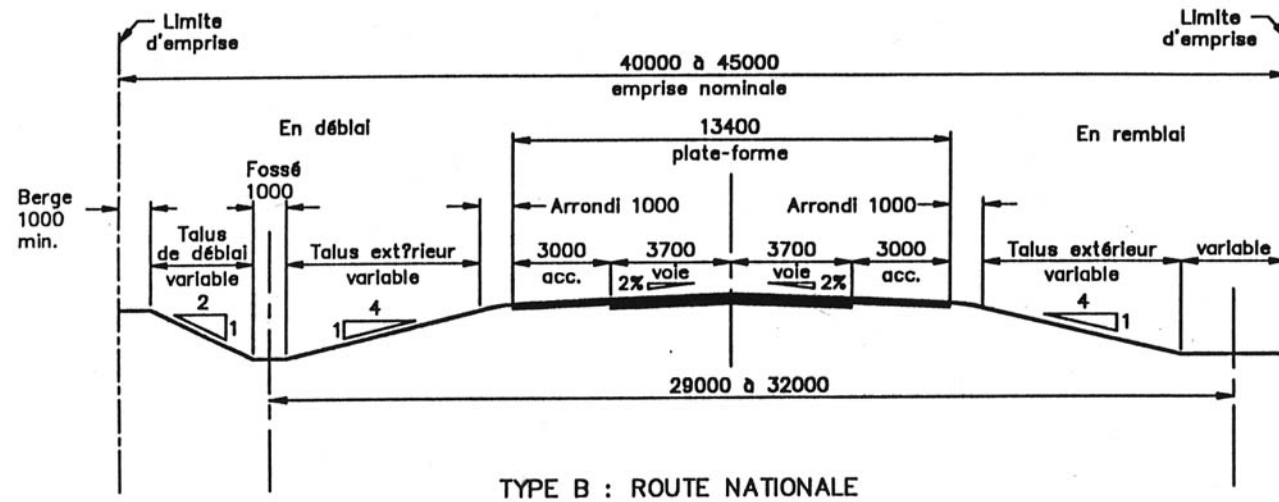 Limite
d'emprise
Limite
d'emprise
40000 à 45000
emprise nominale
En déblai
13400
plate-forme
En remblai
Fossé
1000
Berge
1000
min.
Arrondi 1000
Arrondi 1000
Talus
de déblai
variable
Talus ext?rieur
variable
3000
acc.
3700
voie
3700
voie
3000
acc.
Talus extérieur
variable
variable
2%
2%
2
1
4
1
4
1
29000 à 32000
TYPE B : ROUTE NATIONALE